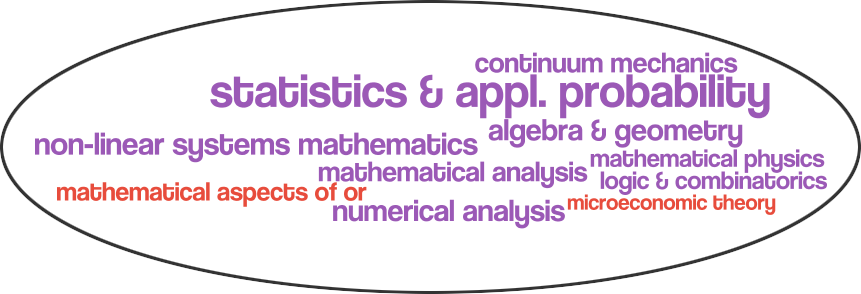 continuum mechanics
statistics & appl. probability
algebra & geometry
non-linear systems mathematics
mathematical physics
mathematical analysis
logic & combinatorics
mathematical aspects of or
microeconomic theory
numerical analysis